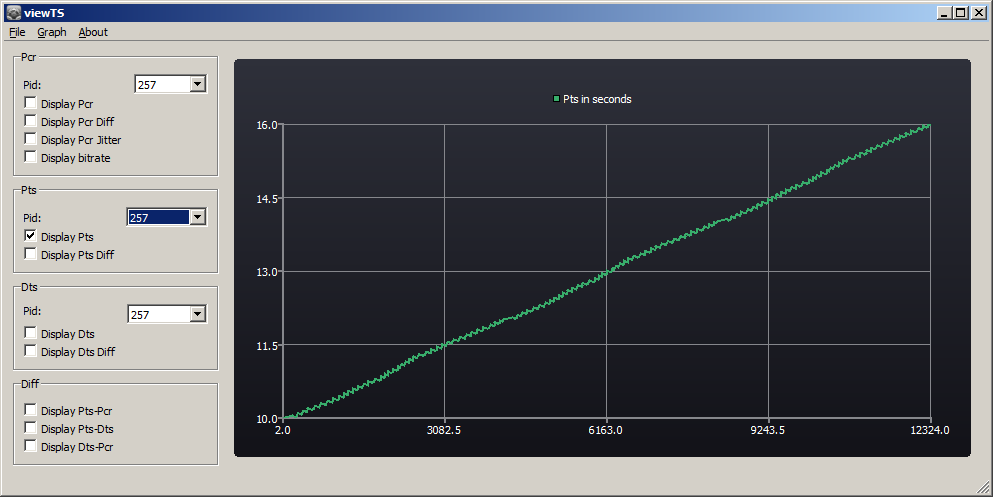 viewTS
File Graph About
Pcr
Pid: 257
Display Pcr
Display Pcr Diff
Display Pcr Jitter
Display bitrate
Pts
Pid: 257
Display Pts
Display Pts Diff
Dts
Pid: 257
Display Dts
Display Dts Diff
Diff
Display Pts-Pcr
Display Pts-Dts
Display Dts-Pcr
Pts in seconds
16.0
14.5
13.0
11.5
10.0
2.0 3082.5 6163.0 9243.5 12324.0